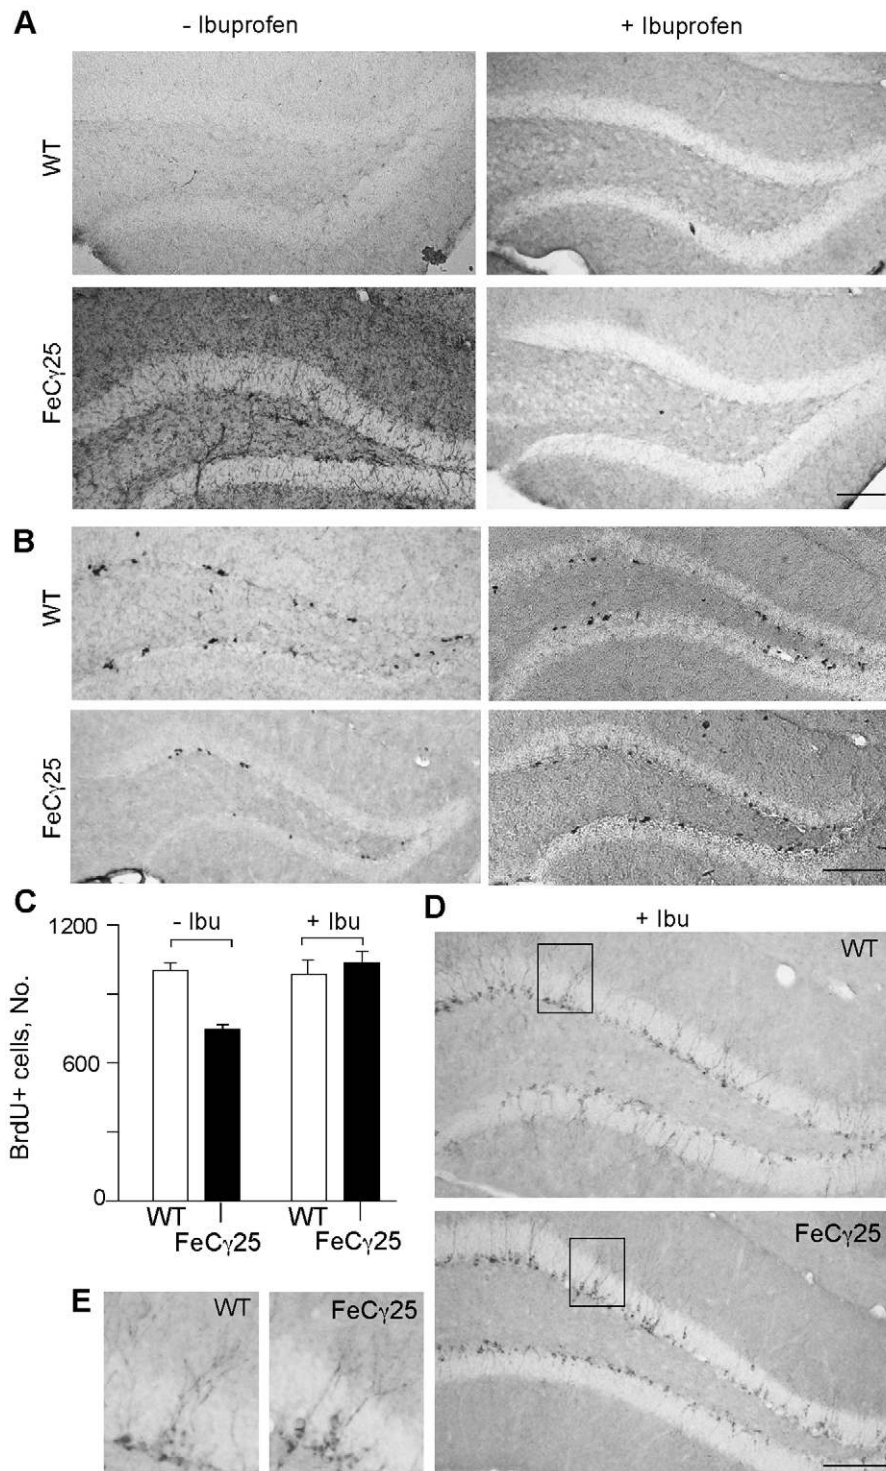 A
- Ibuprofen
+ Ibuprofen
WT
FeCγ25
B
WT
FeCγ25
C
- Ibu
+ Ibu
1200
600
0
BrdU+ cells, No.
WT
FeCγ25
WT
FeCγ25
D
+ Ibu
WT
FeCγ25
E
WT
FeCγ25